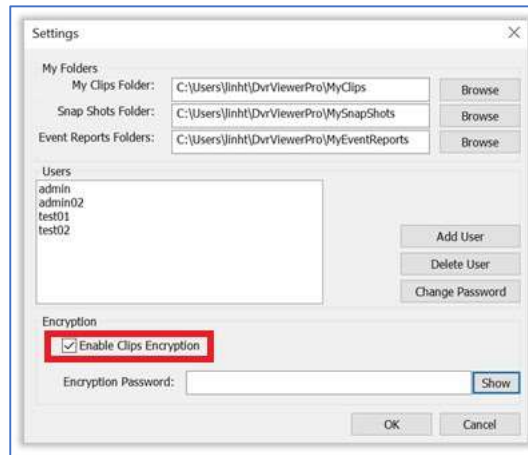 Settings
My Folders
My Clips Folder: C:\Users\linht\DvrViewerPro\MyClips Browse
Snap Shots Folder: C:\Users\linht\DvrViewerPro\MySnapShots Browse
Event Reports Folders: C:\Users\linht\DvrViewerPro\MyEventReports Browse
Users
admin
admin02
test01
test02
Add User
Delete User
Change Password
Encryption
Enable Clips Encryption
Encryption Password: Show
OK Cancel